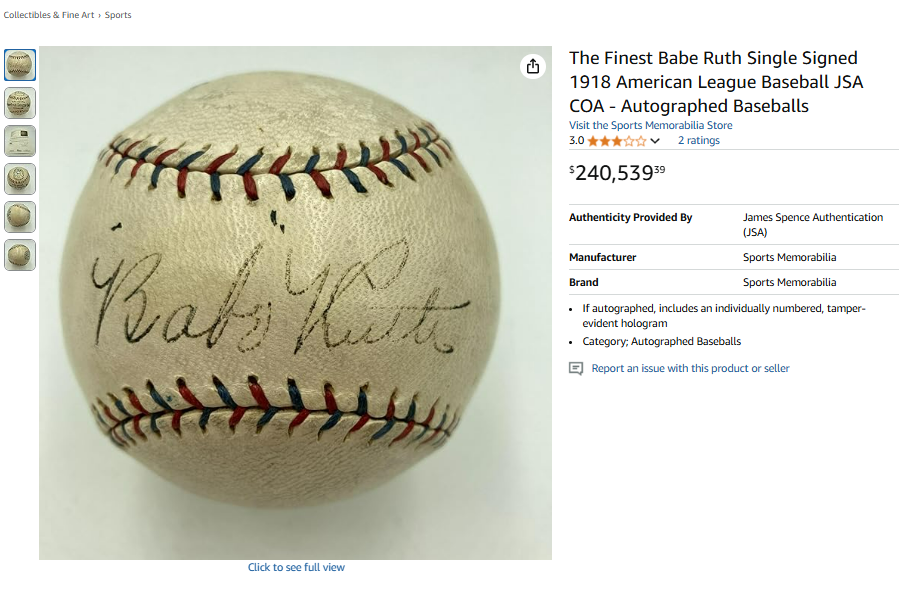 Collectibles & Fine Art › Sports
The Finest Babe Ruth Single Signed
1918 American League Baseball JSA
COA - Autographed Baseballs
Visit the Sports Memorabilia Store
3.0 2 ratings
$240,53939
Authenticity Provided By James Spence Authentication
(JSA)
Manufacturer Sports Memorabilia
Brand Sports Memorabilia
• If autographed, includes an individually numbered, tamper-
evident hologram
• Category; Autographed Baseballs
Report an issue with this product or seller
"Babe" Ruth
Click to see full view